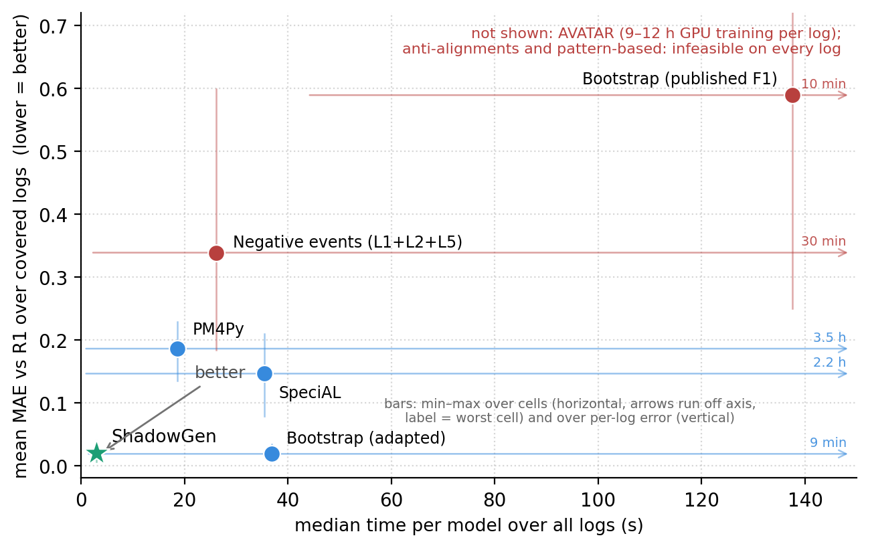 not shown: AVATAR (9–12 h GPU training per log);
anti-alignments and pattern-based: infeasible on every log
Bootstrap (published F1)
10 min
Negative events (L1+L2+L5)
30 min
PM4Py
3.5 h
2.2 h
better
SpeciAL
bars: min–max over cells (horizontal, arrows run off axis,
label = worst cell) and over per-log error (vertical)
ShadowGen
Bootstrap (adapted)
9 min
mean MAE vs R1 over covered logs (lower = better)
0.7
0.6
0.5
0.4
0.3
0.2
0.1
0.0
0 20 40 60 80 100 120 140
median time per model over all logs (s)